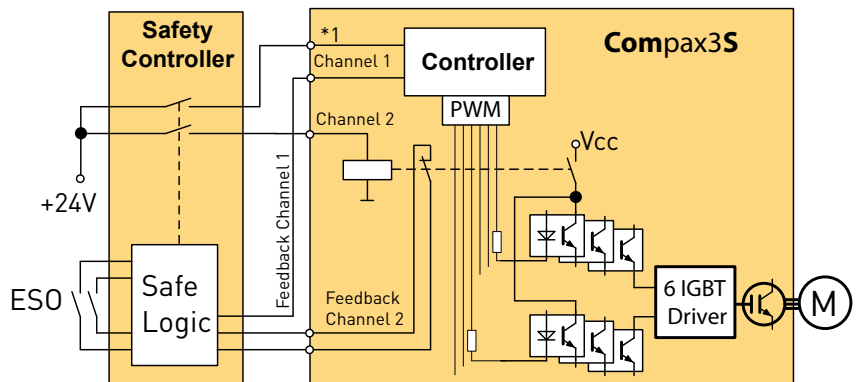 Safety
Controller
*1
Channel 1
Controller
Compax3S
PWM
Channel 2
Vcc
+24V
Feedback Channel 1
ESO
Safe
Logic
Feedback
Channel 2
6 IGBT
Driver
M